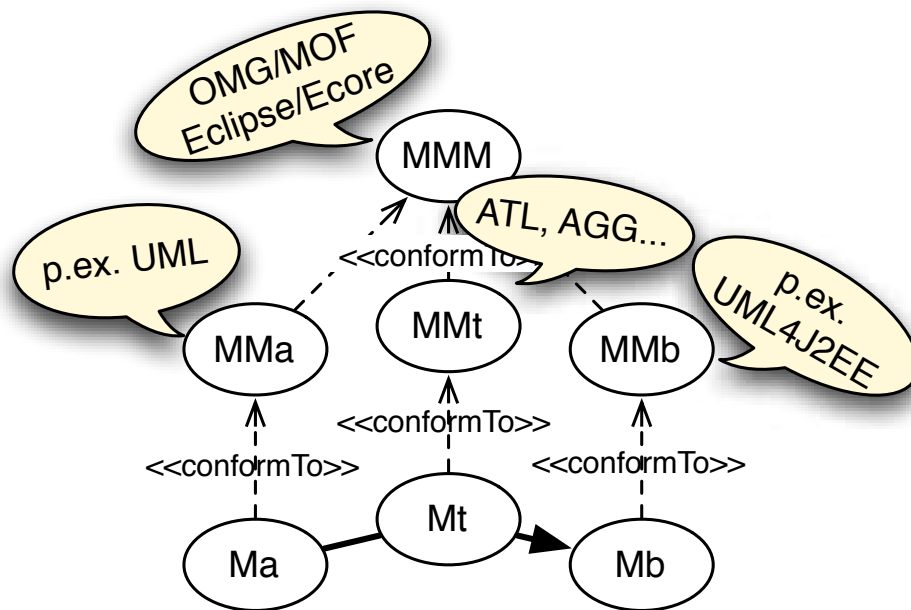 OMG/MOF
Eclipse/Ecore
MMM
ATL, AGG...
p.ex. UML
<<conformTo>>
p.ex.
UML4J2EE
MMa
MMt
MMb
<<conformTo>>
<<conformTo>>
<<conformTo>>
Ma
Mt
Mb